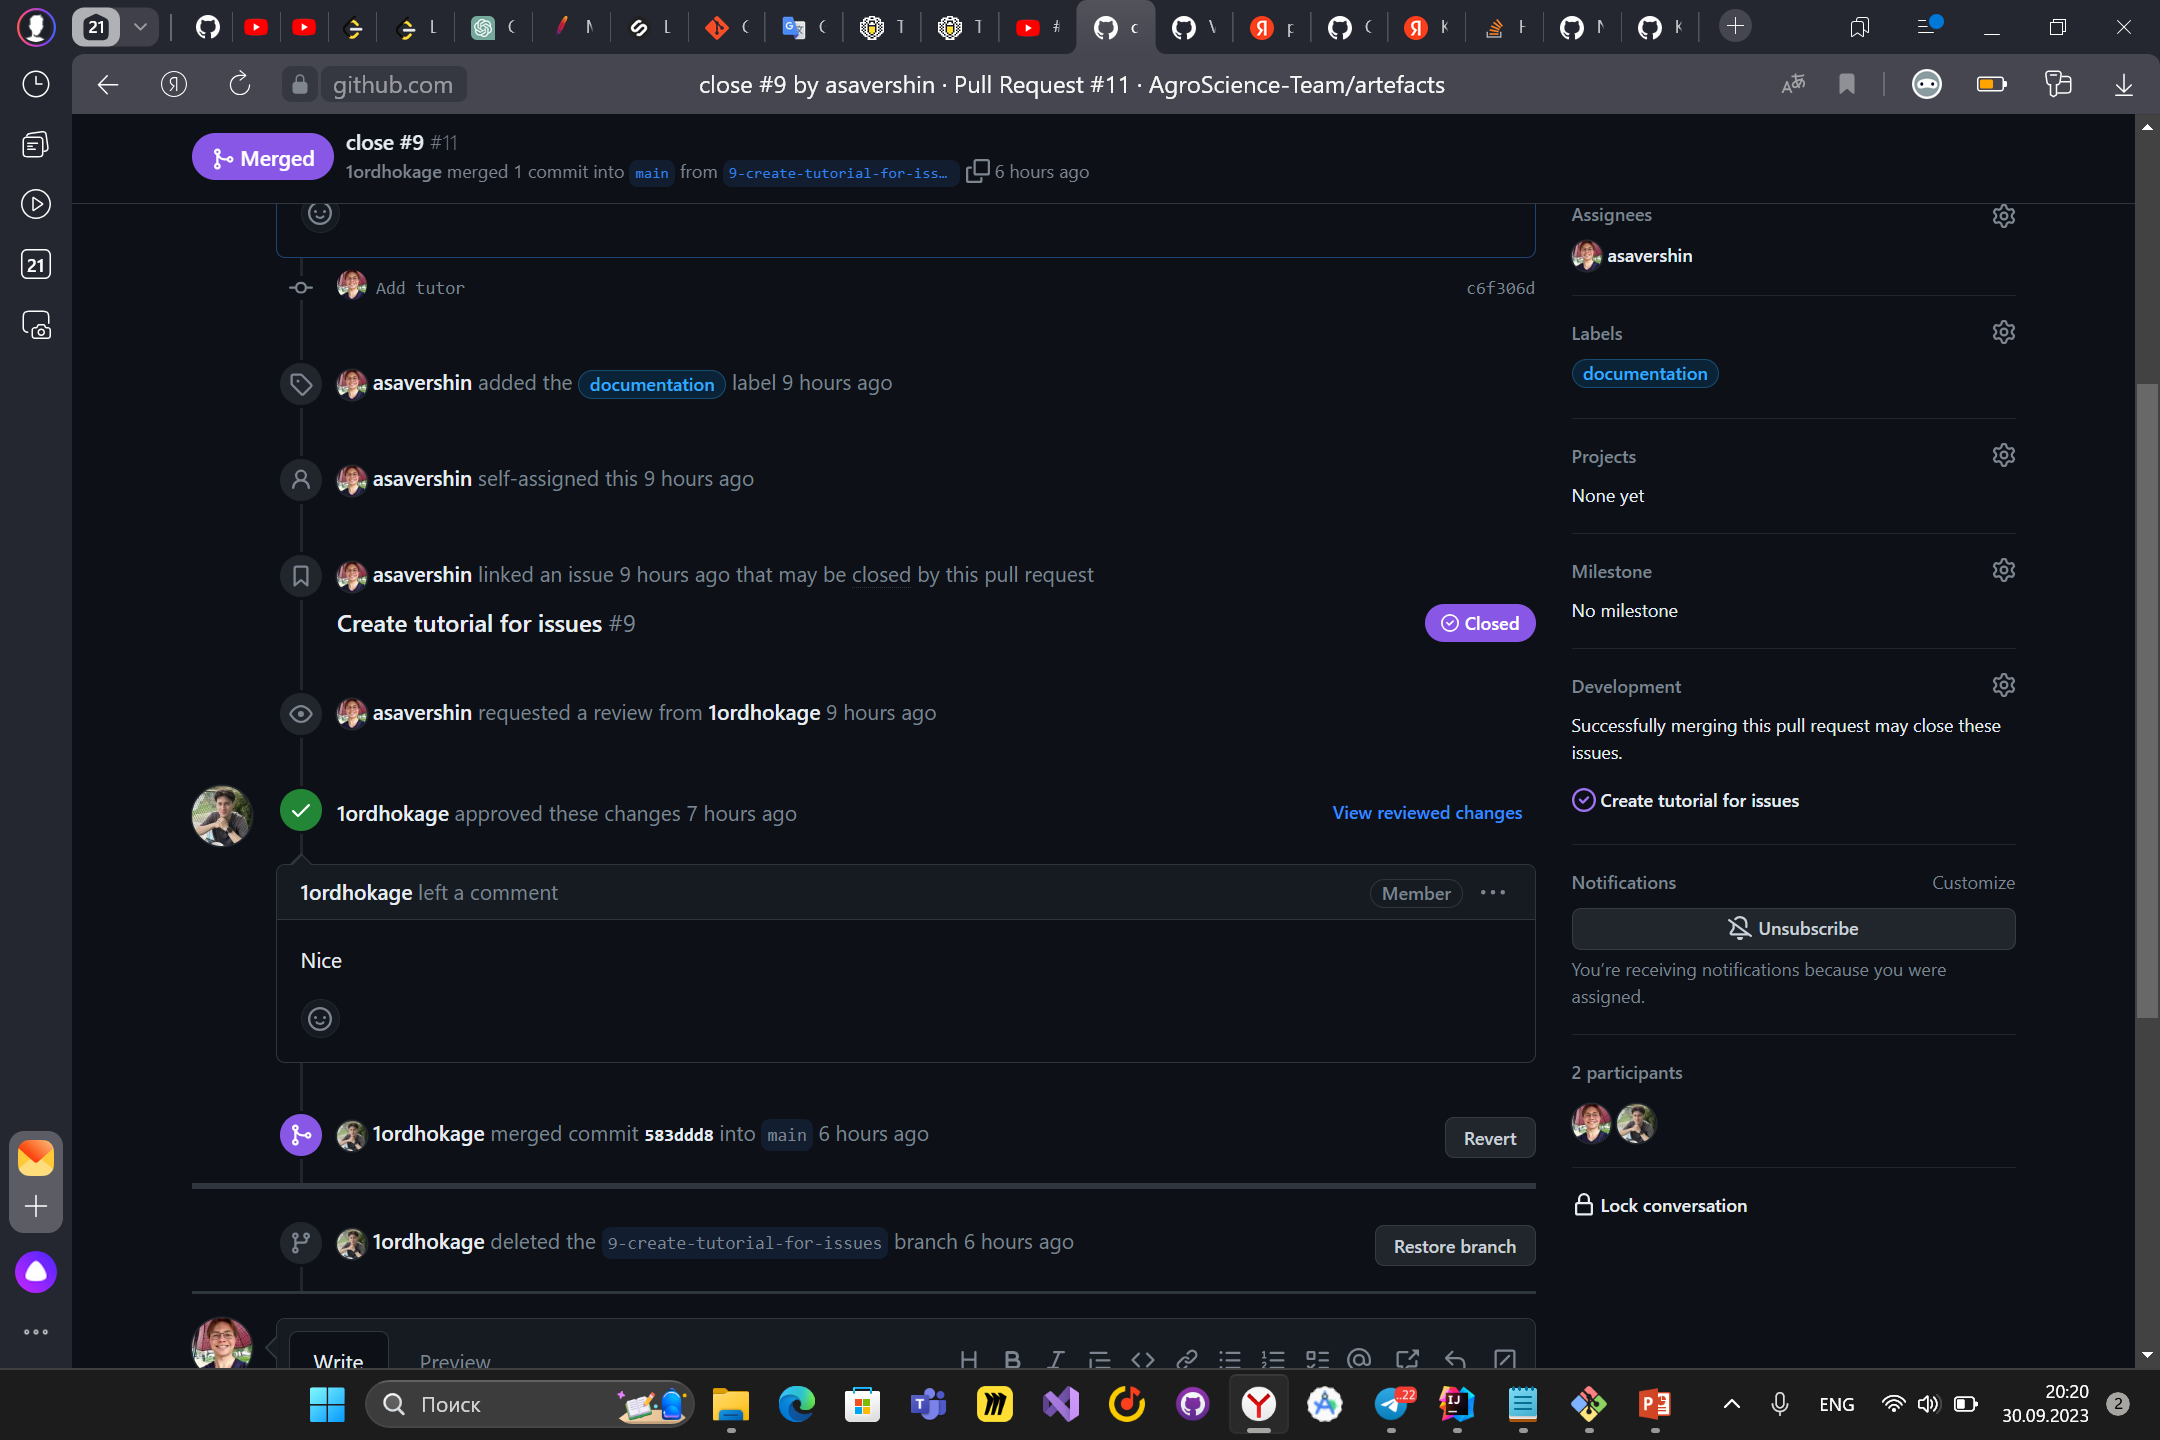 21
L
github.com
close #9 by asavershin · Pull Request #11 · AgroScience-Team/artefacts
Merged
close #9 #11
1ordhokage merged 1 commit into main from 9-create-tutorial-for-iss… 6 hours ago
21
Add tutor
c6f306d
asavershin added the documentation label 9 hours ago
asavershin self-assigned this 9 hours ago
asavershin linked an issue 9 hours ago that may be closed by this pull request
Create tutorial for issues #9
Closed
asavershin requested a review from 1ordhokage 9 hours ago
1ordhokage approved these changes 7 hours ago
View reviewed changes
1ordhokage left a comment
Member
Nice
1ordhokage merged commit 583ddd8 into main 6 hours ago
Revert
1ordhokage deleted the 9-create-tutorial-for-issues branch 6 hours ago
Restore branch
Write
Preview
Assignees
asavershin
Labels
documentation
Projects
None yet
Milestone
No milestone
Development
Successfully merging this pull request may close these
issues.
Create tutorial for issues
Notifications
Customize
Unsubscribe
You’re receiving notifications because you were
assigned.
2 participants
Lock conversation
Поиск
ENG
20:20
30.09.2023
2